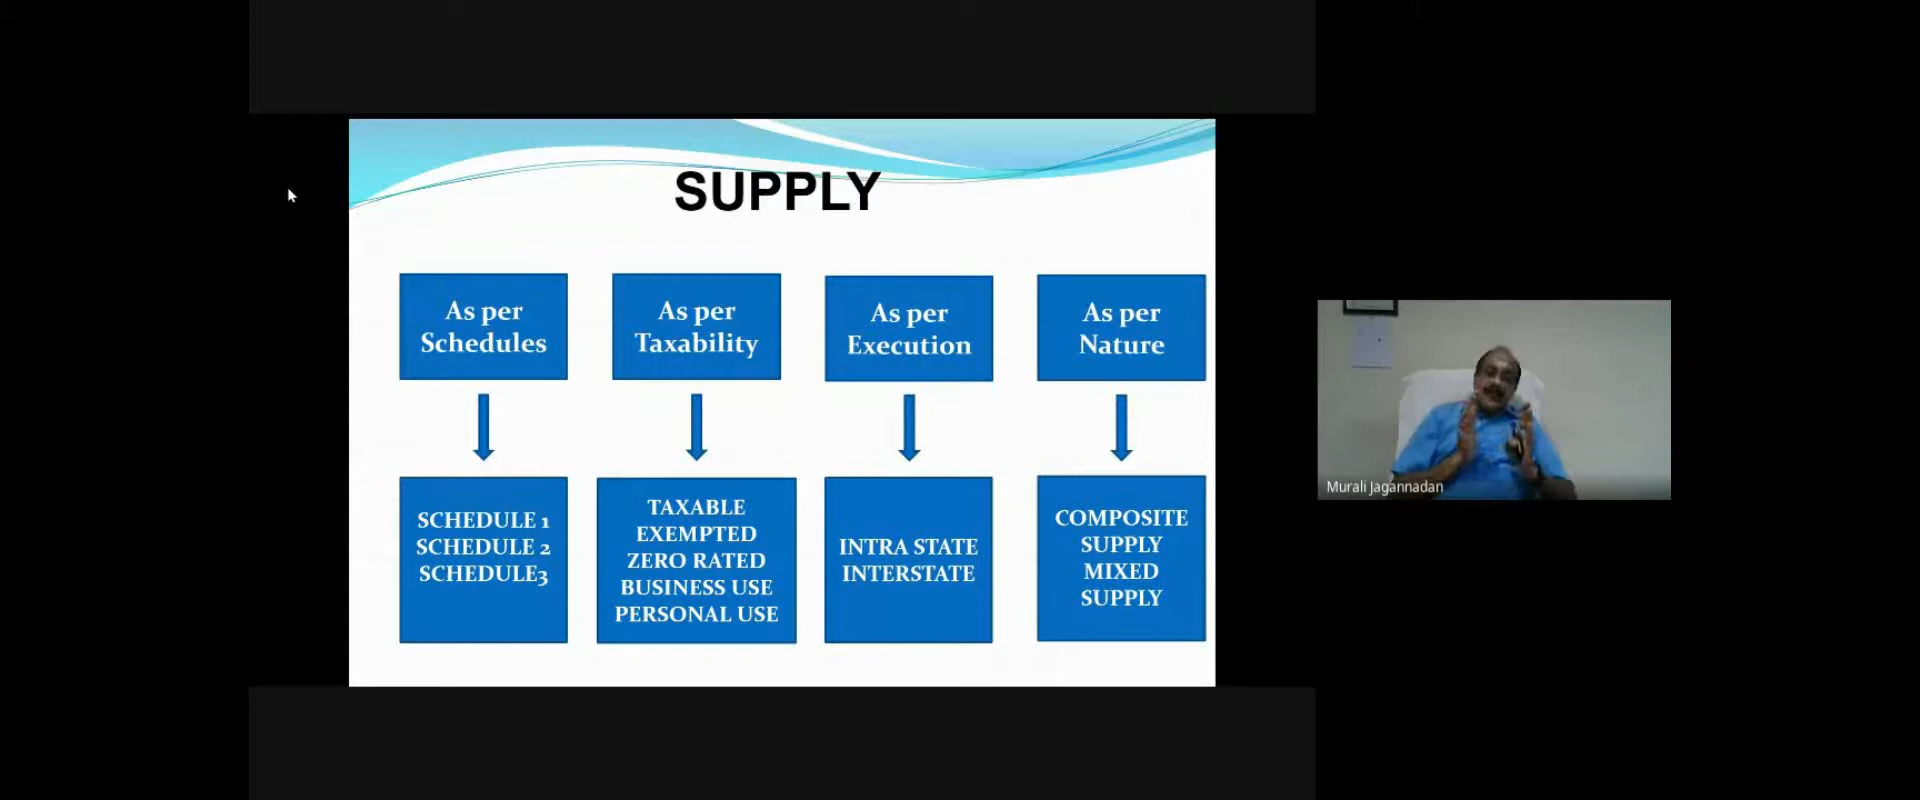 SUPPLY
As per
Schedules
As per
Taxability
As per
Execution
As per
Nature
SCHEDULE 1
SCHEDULE 2
SCHEDULE3
TAXABLE
EXEMPTED
ZERO RATED
BUSINESS USE
PERSONAL USE
INTRA STATE
INTERSTATE
COMPOSITE
SUPPLY
MIXED
SUPPLY
Murali Jagannadan